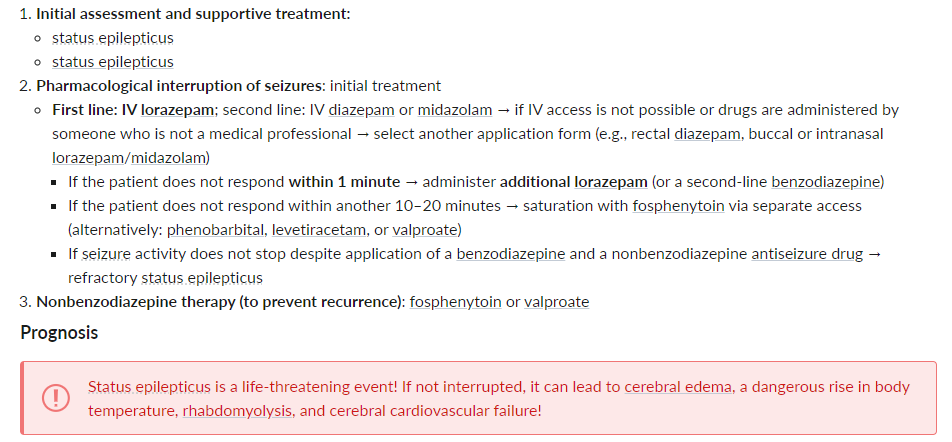 1. Initial assessment and supportive treatment:
○ status epilepticus
○ status epilepticus
2. Pharmacological interruption of seizures: initial treatment
○ First line: IV lorazepam; second line: IV diazepam or midazolam → if IV access is not possible or drugs are administered by
someone who is not a medical professional → select another application form (e.g., rectal diazepam, buccal or intranasal
lorazepam/midazolam)
▪ If the patient does not respond within 1 minute → administer additional lorazepam (or a second-line benzodiazepine)
▪ If the patient does not respond within another 10–20 minutes → saturation with fosphenytoin via separate access
(alternatively: phenobarbital, levetiracetam, or valproate)
▪ If seizure activity does not stop despite application of a benzodiazepine and a nonbenzodiazepine antiseizure drug →
refractory status epilepticus
3. Nonbenzodiazepine therapy (to prevent recurrence): fosphenytoin or valproate
Prognosis
Status epilepticus is a life-threatening event! If not interrupted, it can lead to cerebral edema, a dangerous rise in body
temperature, rhabdomyolysis, and cerebral cardiovascular failure!